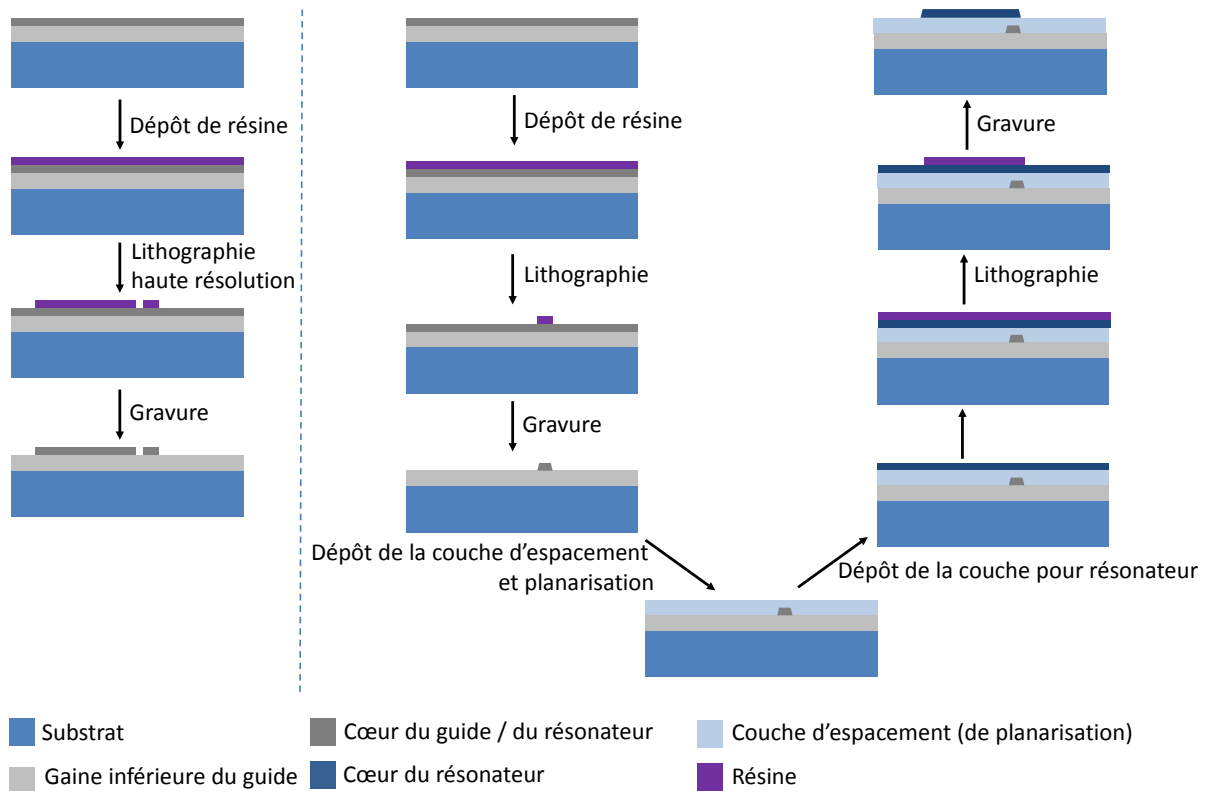 Dépôt de résine
Lithographie
haute résolution
Gravure
Dépôt de résine
Lithographie
Gravure
Dépôt de la couche d'espacement
et planarisation
Dépôt de la couche pour résonateur
Lithographie
Gravure
Substrat
Gaine inférieure du guide
Cœur du guide / du résonateur
Cœur du résonateur
Couche d'espacement (de planarisation)
Résine